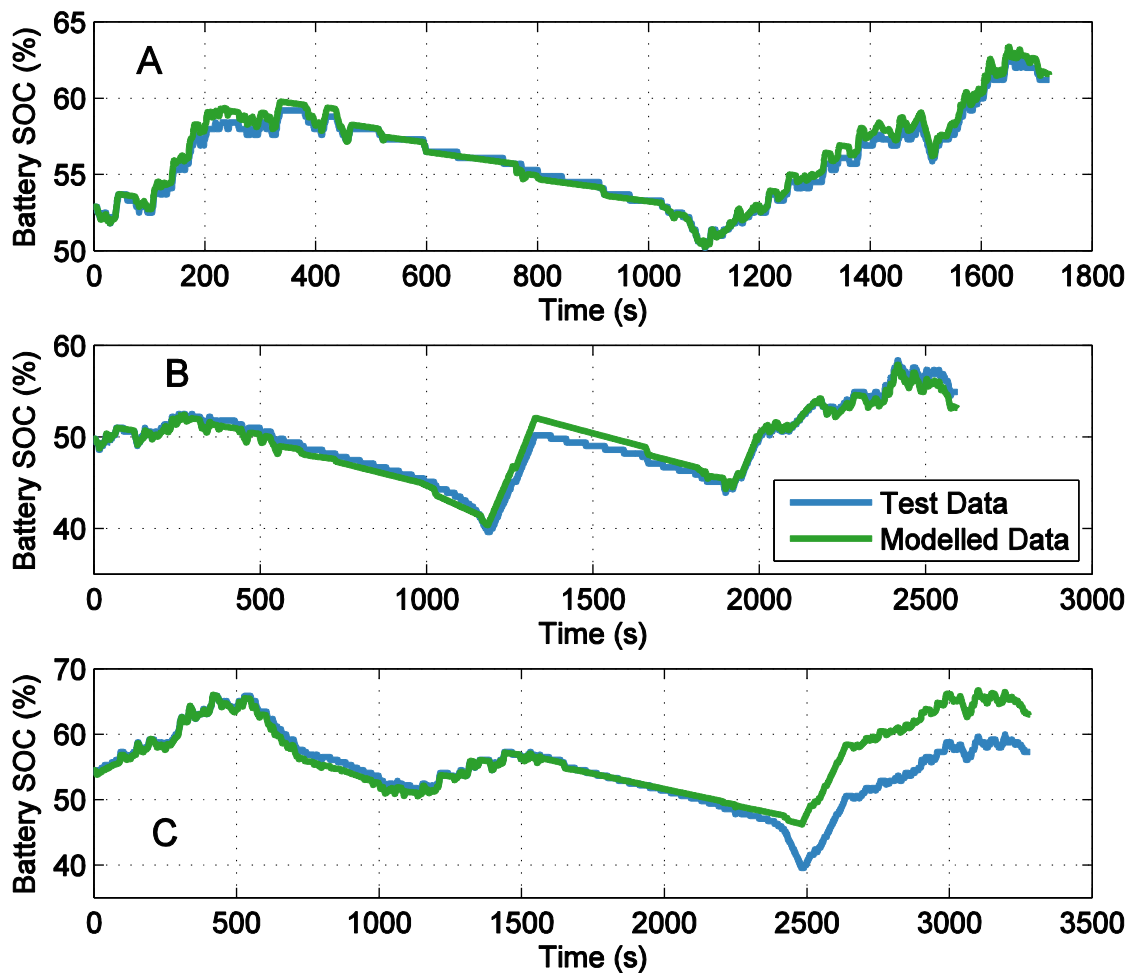 Battery SOC (%)
65
60
55
50
A
0 200 400 600 800 1000 1200 1400 1600 1800
Time (s)
Battery SOC (%)
60
50
40
B
Test Data
Modelled Data
0 500 1000 1500 2000 2500 3000
Time (s)
Battery SOC (%)
70
60
50
40
C
0 500 1000 1500 2000 2500 3000 3500
Time (s)